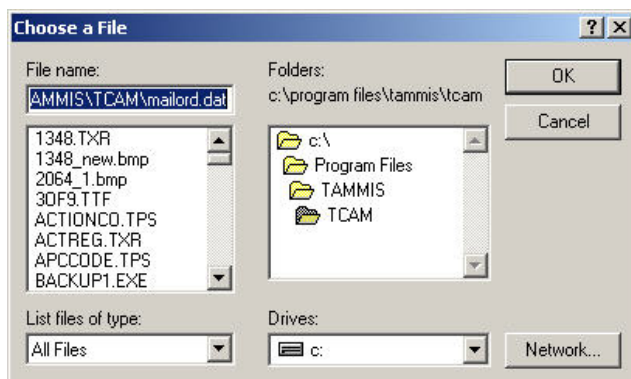 Choose a File
File name:
AMMIS\TCAM\mailord.dat
1348.TXR
1348_new.bmp
2064_1.bmp
3OF9.TTF
ACTIONCO.TPS
ACTREG.TXR
APCCODE.TPS
BACKUP1.EXE
List files of type:
All Files
Folders:
c:\program files\tammis\tcam
c:\
Program Files
TAMMIS
TCAM
Drives:
c:
OK
Cancel
Network...